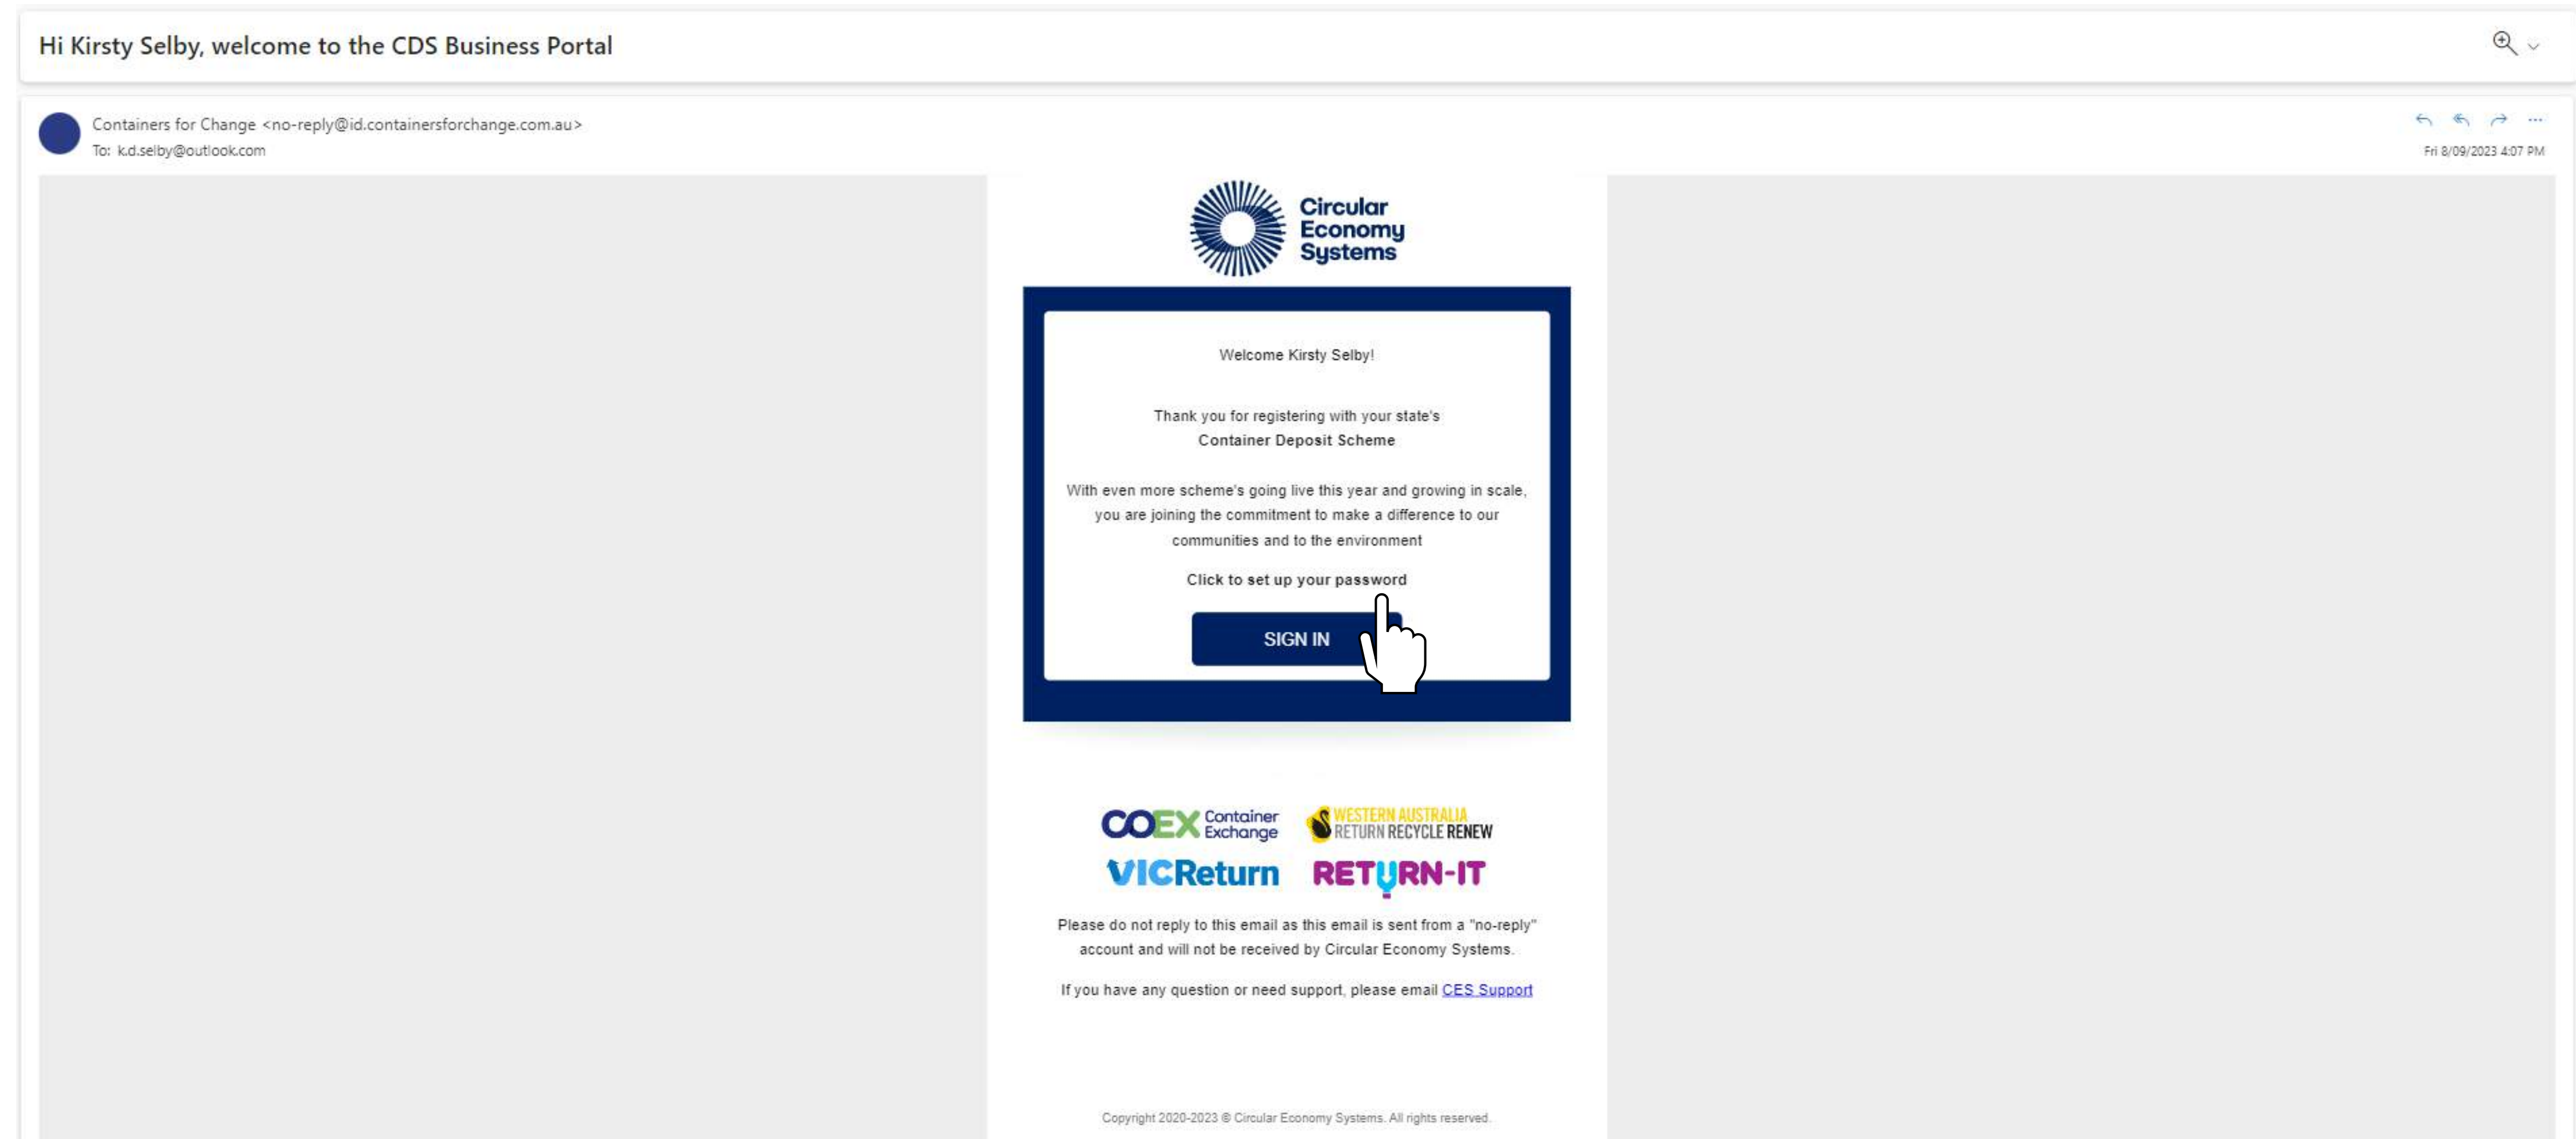 Hi Kirsty Selby, welcome to the CDS Business Portal
Containers for Change <no-reply@id.containersforchange.com.au>
To: k.d.selby@outlook.com
Fri 8/09/2023 4:07 PM
Circular
Economy
Systems
Welcome Kirsty Selby!
Thank you for registering with your state's
Container Deposit Scheme
With even more scheme's going live this year and growing in scale,
you are joining the commitment to make a difference to our
communities and to the environment
Click to set up your password
SIGN IN
COEX Container
Exchange
WESTERN AUSTRALIA
RETURN RECYCLE RENEW
VICReturn
RETURN-IT
Please do not reply to this email as this email is sent from a "no-reply"
account and will not be received by Circular Economy Systems.
If you have any question or need support, please email CES Support
Copyright 2020-2023 © Circular Economy Systems. All rights reserved.